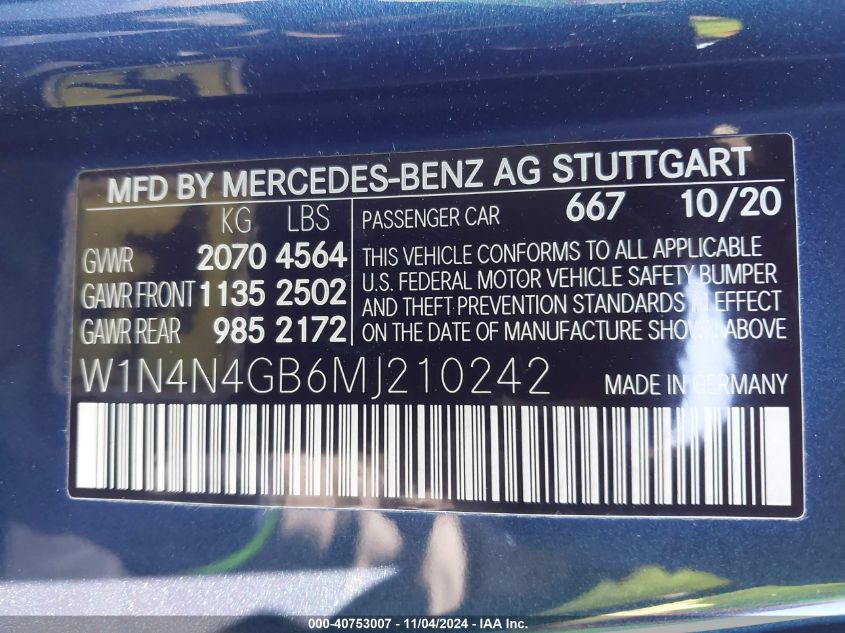 MFD BY MERCEDES-BENZ AG STUTTGART
KG LBS
PASSENGER CAR 667 10/20
GVWR 2070 4564
GAWR FRONT 1135 2502
GAWR REAR 985 2172
THIS VEHICLE CONFORMS TO ALL APPLICABLE
U.S. FEDERAL MOTOR VEHICLE SAFETY BUMPER
AND THEFT PREVENTION STANDARDS IN EFFECT
ON THE DATE OF MANUFACTURE SHOWN ABOVE
W1N4N4GB6MJ210242 MADE IN GERMANY
000-40753007 - 11/04/2024 - IAA Inc.